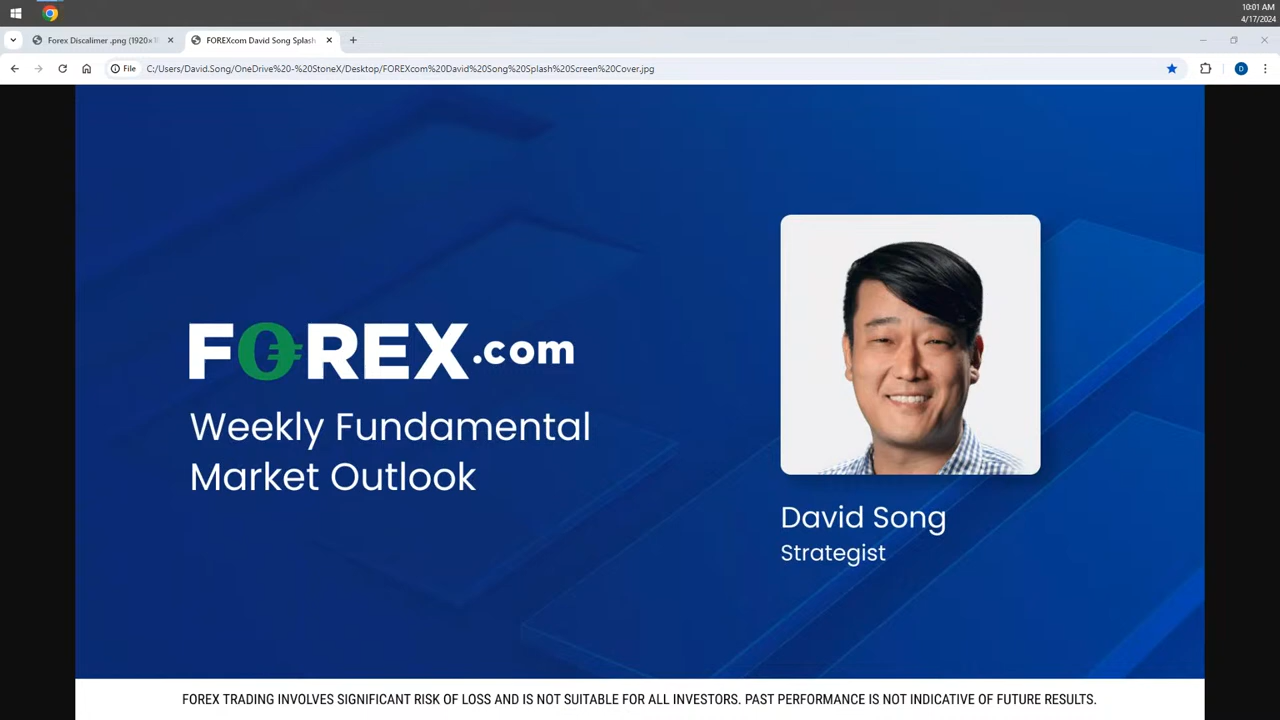 10:01 AM
4/17/2024
Forex Discalimer .png (1920×1
FOREXcom David Song Splash
File
C:/Users/David.Song/OneDrive%20-%20StoneX/Desktop/FOREXcom%20David%20Song%20Splash%20Screen%20Cover.jpg
D
FOREX.com
Weekly Fundamental
Market Outlook
David Song
Strategist
FOREX TRADING INVOLVES SIGNIFICANT RISK OF LOSS AND IS NOT SUITABLE FOR ALL INVESTORS. PAST PERFORMANCE IS NOT INDICATIVE OF FUTURE RESULTS.